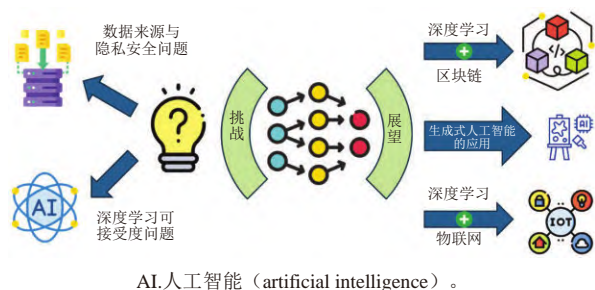 数据来源与
隐私安全问题
AI
深度学习可
接受度问题
挑战
展望
深度学习
区块链
</>
生成式人工智能
的应用
AI
深度学习
物联网
IOT
AI.人工智能（artificial intelligence）。